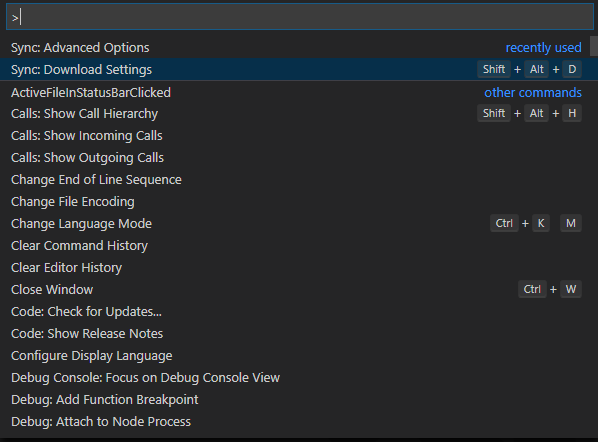 >
Sync: Advanced Options recently used
Sync: Download Settings Shift + Alt + D
ActiveFileInStatusBarClicked other commands
Calls: Show Call Hierarchy Shift + Alt + H
Calls: Show Incoming Calls
Calls: Show Outgoing Calls
Change End of Line Sequence
Change File Encoding
Change Language Mode Ctrl + K M
Clear Command History
Clear Editor History
Close Window Ctrl + W
Code: Check for Updates...
Code: Show Release Notes
Configure Display Language
Debug Console: Focus on Debug Console View
Debug: Add Function Breakpoint
Debug: Attach to Node Process